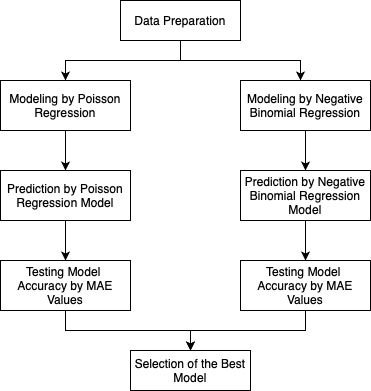 Data Preparation
Modeling by Poisson
Regression
Modeling by Negative
Binomial Regression
Prediction by Poisson
Regression Model
Prediction by Negative
Binomial Regression
Model
Testing Model
Accuracy by MAE
Values
Testing Model
Accuracy by MAE
Values
Selection of the Best
Model